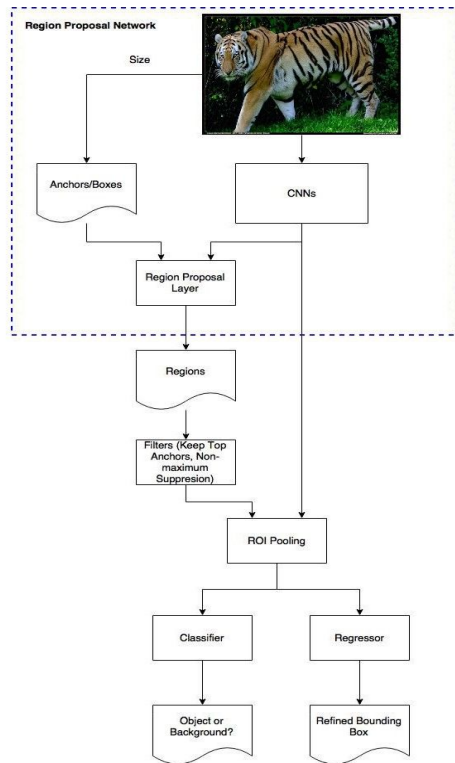 Region Proposal Network
Size
Anchors/Boxes
CNNs
Region Proposal
Layer
Regions
Filters (Keep Top
Anchors, Non-
maximum
Suppresion)
ROI Pooling
Classifier
Regressor
Object or
Background?
Refined Bounding
Box